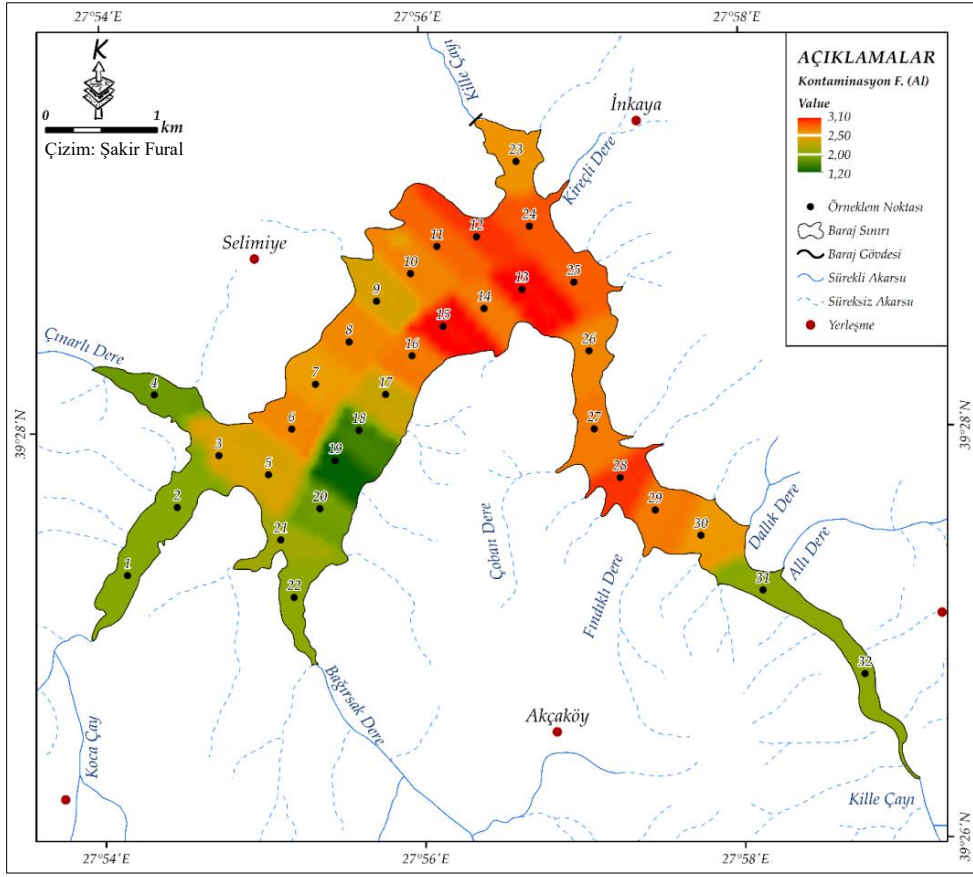 27°54´E
27°56´E
27°58´E
K
0 1
km
Çizim: Şakir Fural
Kille Çayı
İnkaya
Kireçli Dere
AÇIKLAMALAR
Kontaminasyon F. (Al)
Value
3,10
2,50
2,00
1,20
Örneklem Noktası
Baraj Sınırı
Baraj Gövdesi
Sürekli Akarsu
Süreksiz Akarsu
Yerleşme
Selimiye
Çınarlı Dere
23
24
12
11
10
25
13
9
14
15
8
16
26
7
17
4
6
18
27
3
19
5
28
2
20
29
21
30
1
22
31
32
39°28´N
39°28´N
Çoban Dere
Fındıklı Dere
Dallık Dere
Allı Dere
Bağırsak Dere
Akçaköy
Koca Çay
Kille Çayı
39°26´N
27°54´E
27°56´E
27°58´E